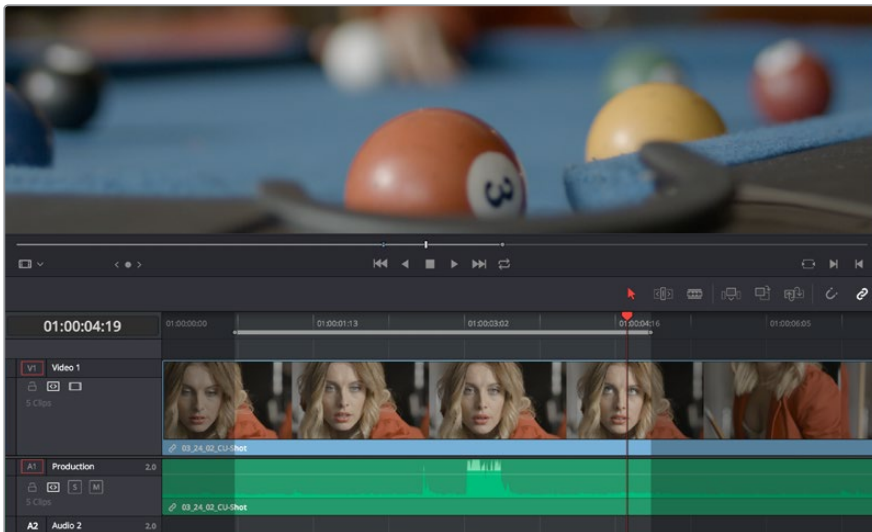 3
01:00:04:19
01:00:00:00
01:00:01:13
01:00:03:02
01:00:04:16
01:00:06:05
V1 Video 1
5 Clips
03_24_02_CU-Shot
A1 Production 2.0
S M
5 Clips
03_24_02_CU-Shot
A2 Audio 2 2.0